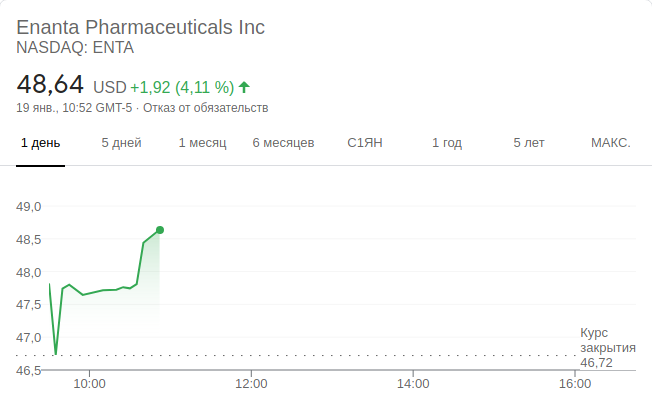 Enanta Pharmaceuticals Inc
NASDAQ: ENTA
48,64 USD +1,92 (4,11 %)
19 янв., 10:52 GMT-5 · Отказ от обязательств
1 день 5 дней 1 месяц 6 месяцев С1ЯН 1 год 5 лет МАКС.
49,0
48,5
48,0
47,5
47,0
46,5
Курс
закрытия
46,72
10:00 12:00 14:00 16:00